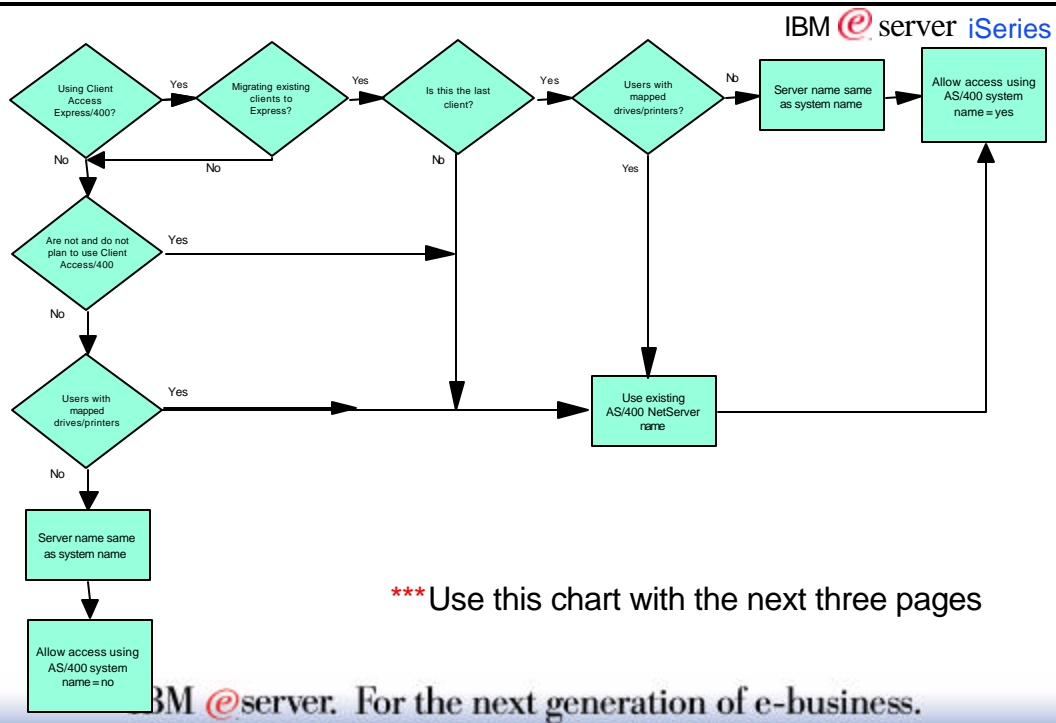 IBM e server iSeries
Using Client
Access
Express/400?
Yes
Migrating existing
clients to
Express?
Yes
Is this the last
client?
Yes
Users with
mapped
drives/printers?
No
Server name same
as system name
Allow access using
AS/400 system
name=yes
No
No
No
Yes
Are not and do not
plan to use Client
Access/400
Yes
No
Users with
mapped
drives/printers
Yes
Use existing
AS/400 NetServer
name
No
Server name same
as system name
***Use this chart with the next three pages
Allow access using
AS/400 system
name=no
IBM e server. For the next generation of e-business.